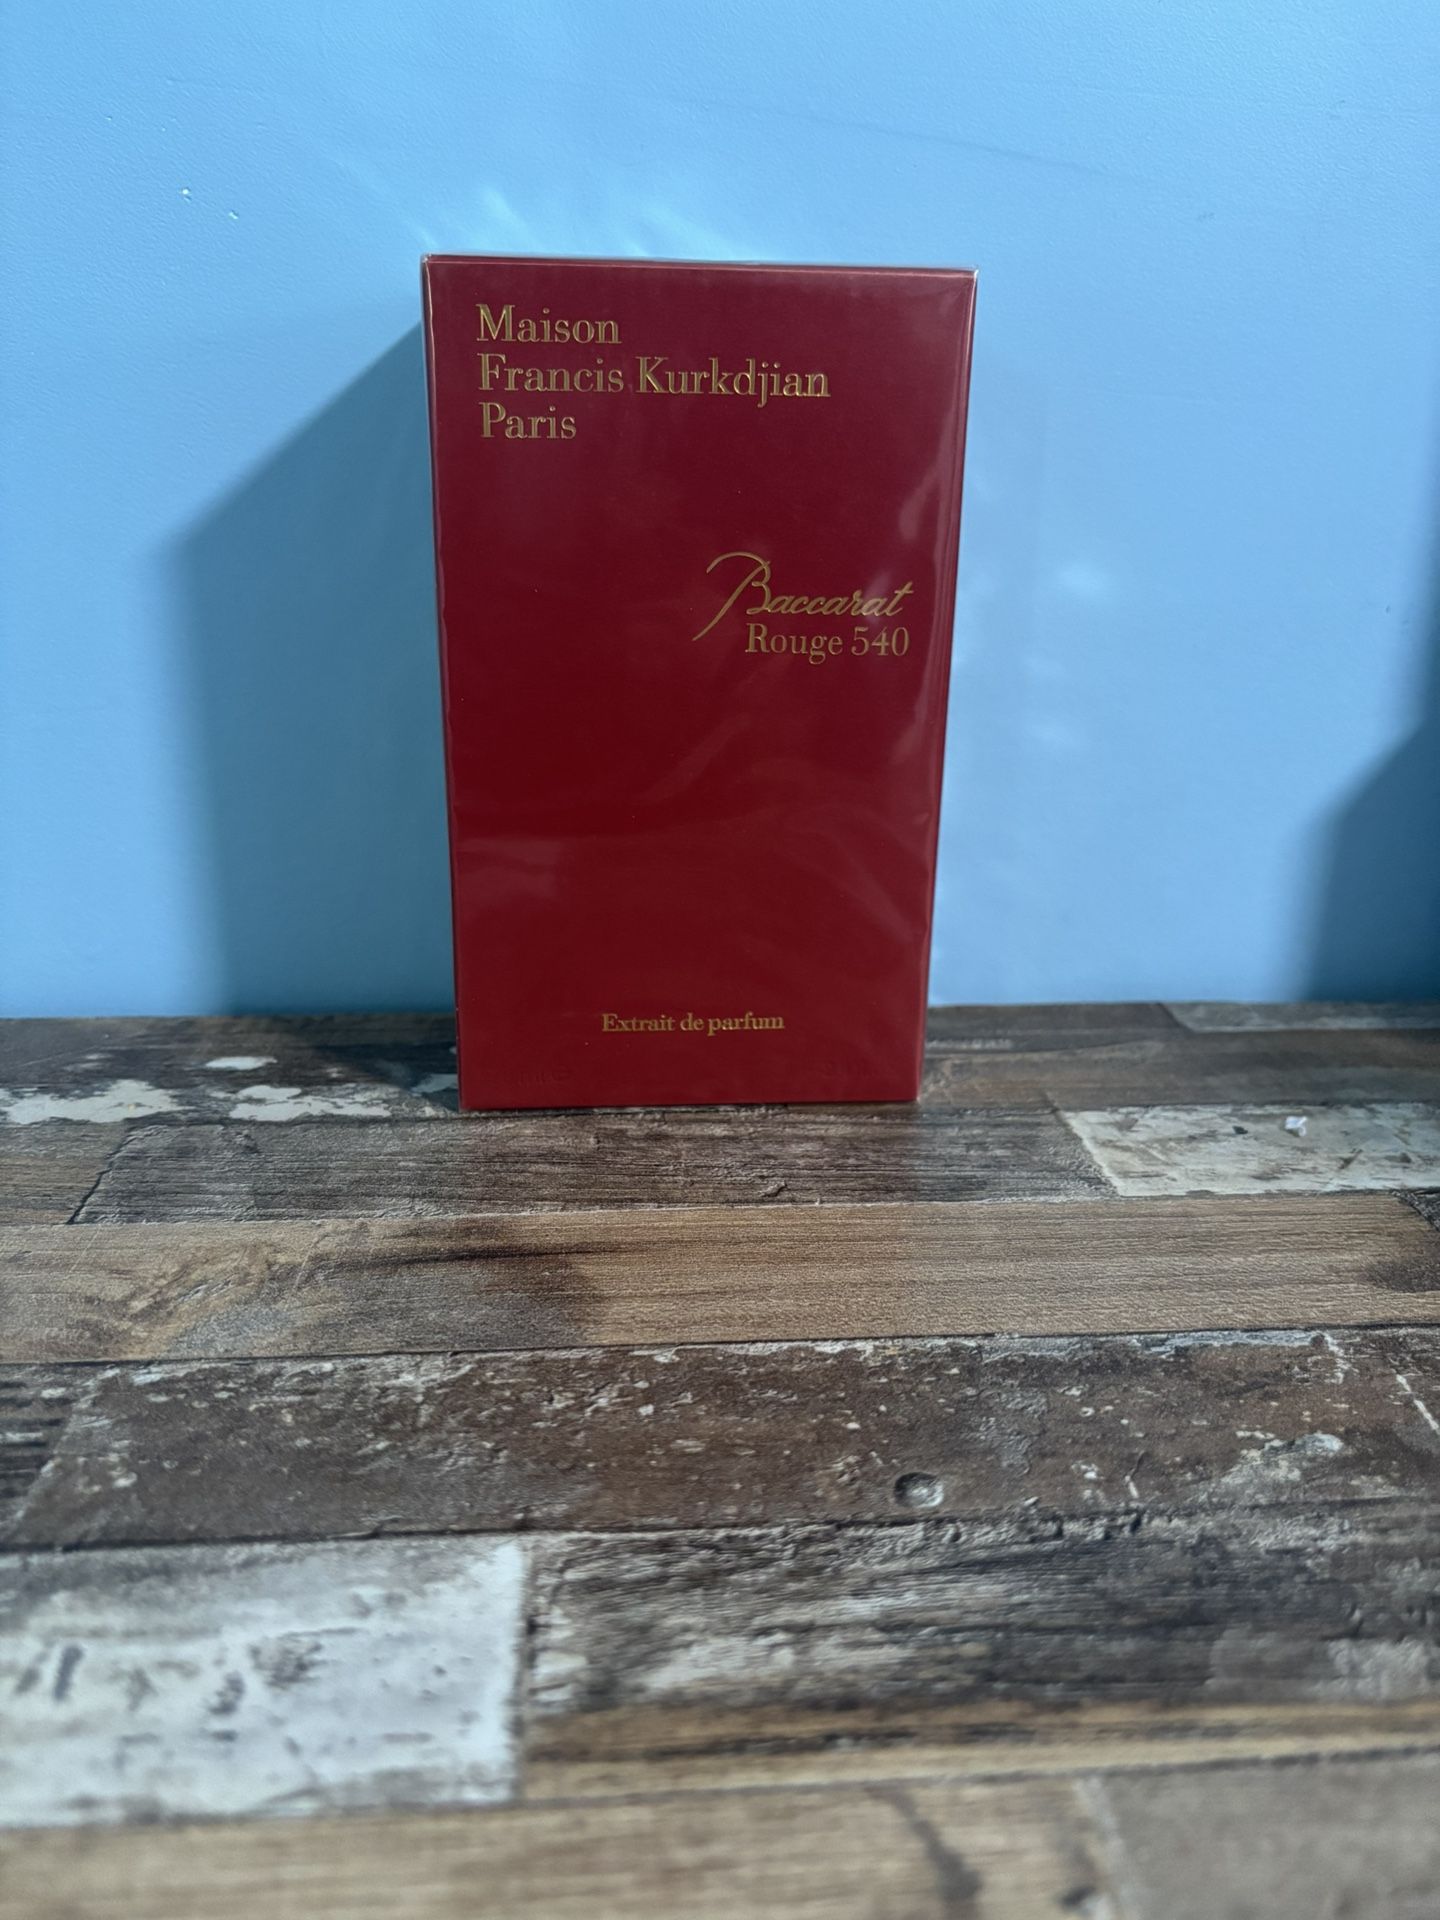 Maison
Francis Kurkdjian
Paris
Baccarat
Rouge 540
Extrait de parfum